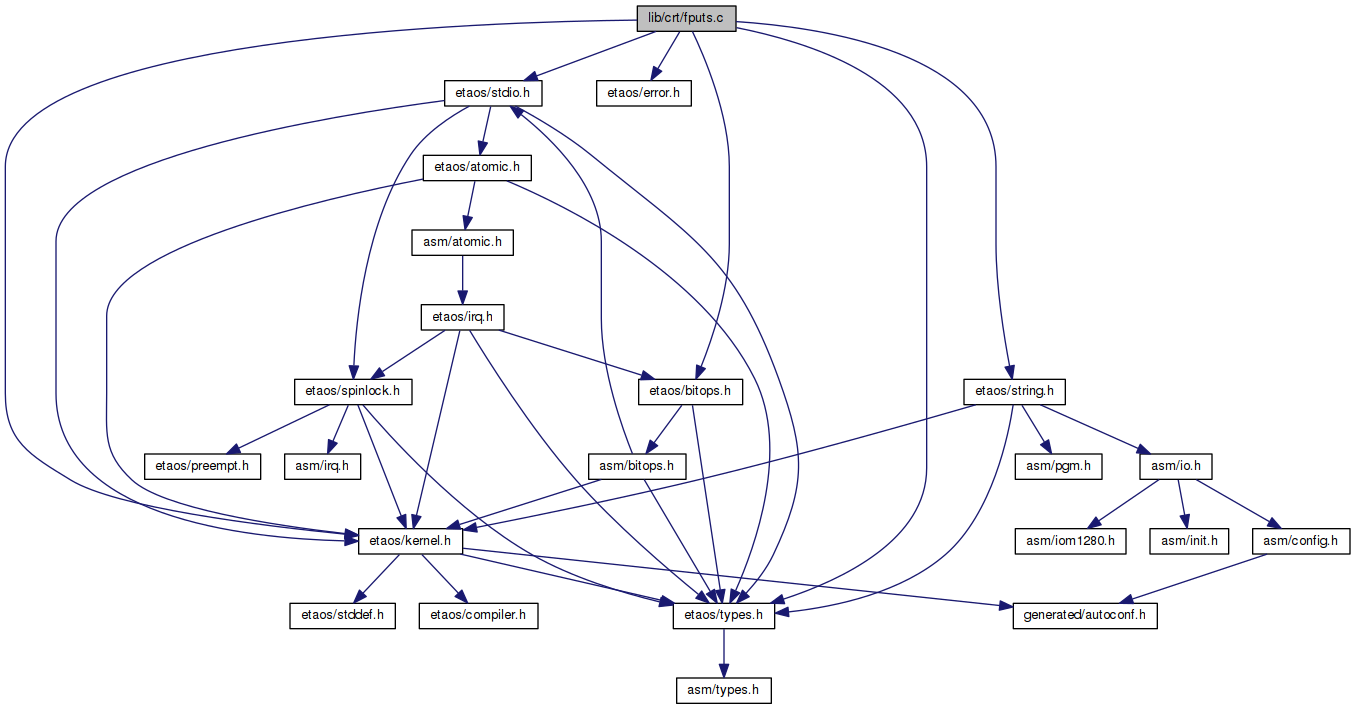 lib/crt/fputs.c
etaos/stdio.h
etaos/error.h
etaos/atomic.h
asm/atomic.h
etaos/irq.h
etaos/spinlock.h
etaos/bitops.h
etaos/string.h
etaos/preempt.h
asm/irq.h
asm/bitops.h
asm/pgm.h
asm/io.h
etaos/kernel.h
asm/iom1280.h
asm/init.h
asm/config.h
etaos/stddef.h
etaos/compiler.h
etaos/types.h
generated/autoconf.h
asm/types.h